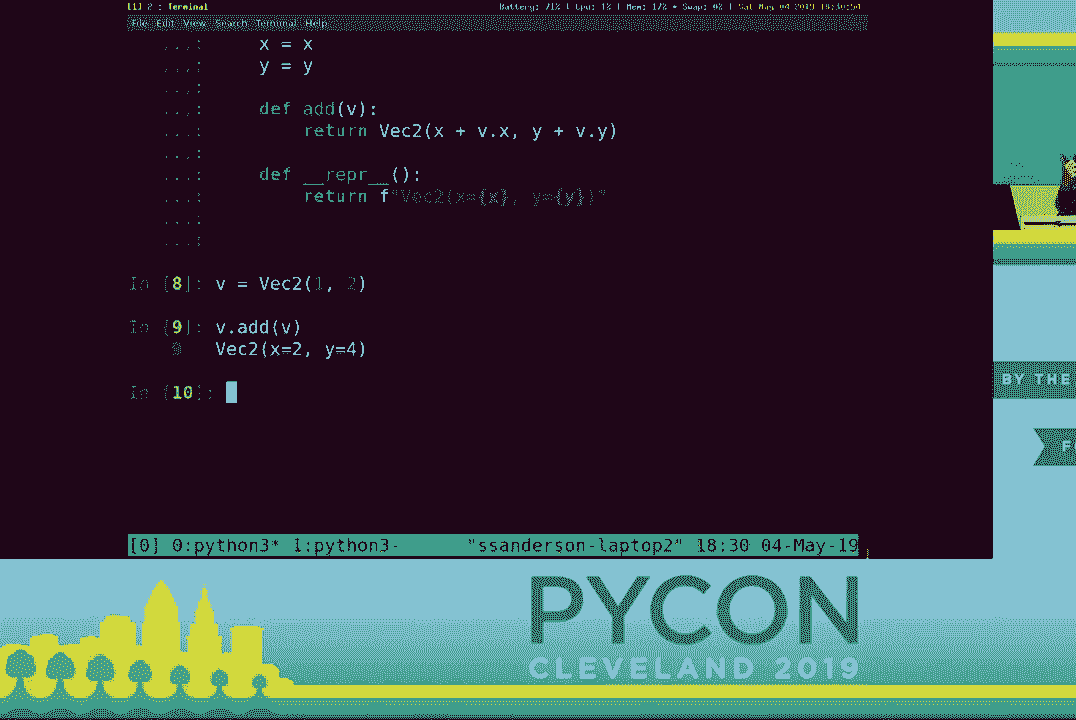 [1] 2 : Terminal Battery: 71% | Cpu: 1% | Mem: 17% * Swap: 0% | Sat May 04 2019 18:30:54
File Edit View Search Terminal Help
...: x = x
...: y = y
...:
...: def add(v):
...: return Vec2(x + v.x, y + v.y)
...:
...: def __repr__():
...: return f"Vec2(x={x}, y={y})"
...:
...:
In [8]: v = Vec2(1, 2)
In [9]: v.add(v)
9 Vec2(x=2, y=4)
In [10]:
[0] 0:python3* 1:python3- "ssanderson-laptop2" 18:30 04-May-19
BY THE
PYCON
CLEVELAND 2019